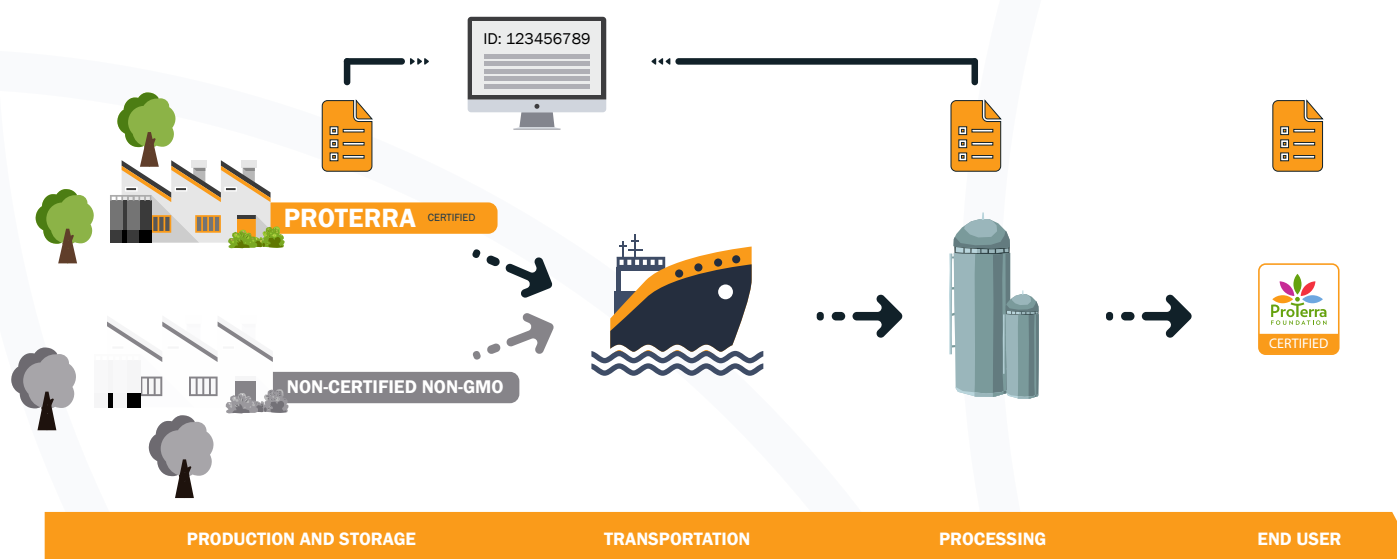 ID: 123456789
PROTERRA CERTIFIED
NON-CERTIFIED NON-GMO
ProTerra
FOUNDATION
CERTIFIED
PRODUCTION AND STORAGE
TRANSPORTATION
PROCESSING
END USER